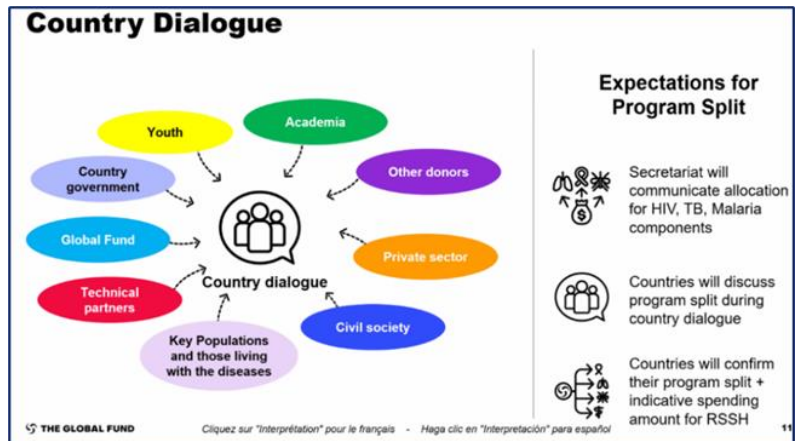 Country Dialogue
Youth
Academia
Country
government
Other donors
Global Fund
Private sector
Technical
partners
Country dialogue
Civil society
Key Populations
and those living
with the diseases
Expectations for
Program Split
Secretariat will
communicate allocation
for HIV, TB, Malaria
components
Countries will discuss
program split during
country dialogue
Countries will confirm
their program split +
indicative spending
amount for RSSH
THE GLOBAL FUND
Cliquez sur "Interprétation" pour le français - Haga clic en "Interpretación" para español
11